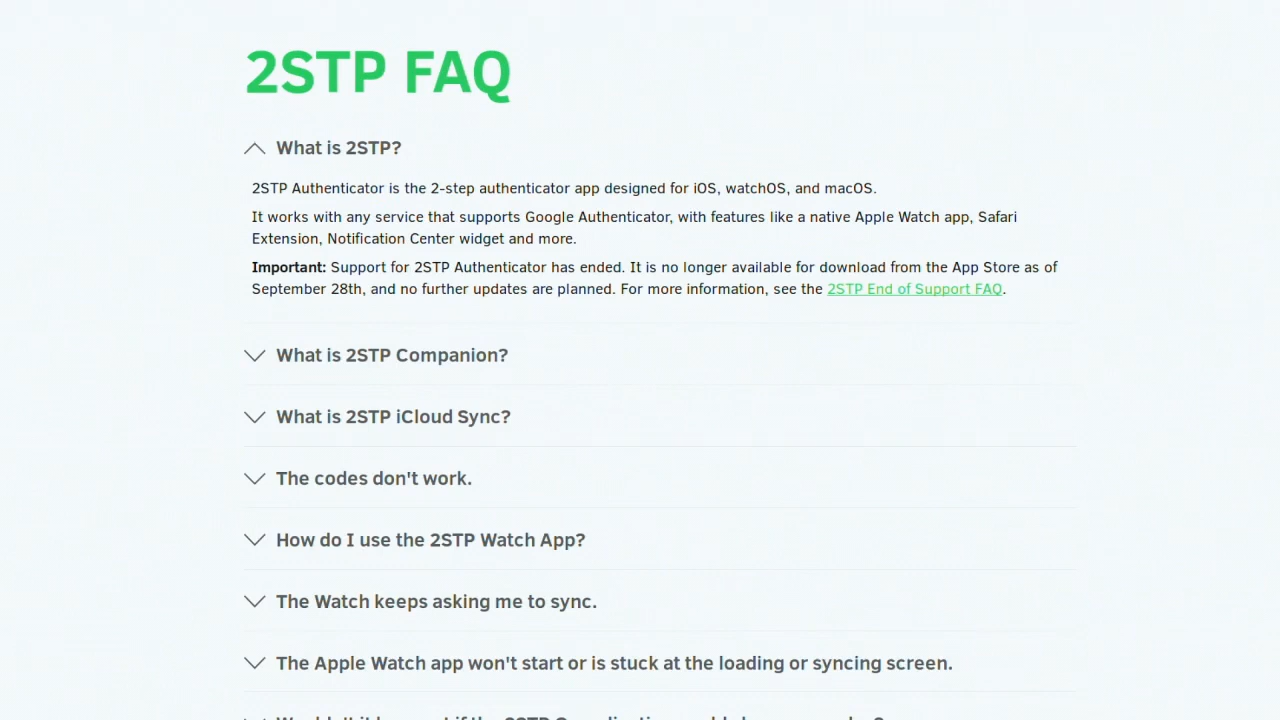 2STP FAQ
What is 2STP?
2STP Authenticator is the 2-step authenticator app designed for iOS, watchOS, and macOS.
It works with any service that supports Google Authenticator, with features like a native Apple Watch app, Safari
Extension, Notification Center widget and more.
Important: Support for 2STP Authenticator has ended. It is no longer available for download from the App Store as of
September 28th, and no further updates are planned. For more information, see the 2STP End of Support FAQ.
What is 2STP Companion?
What is 2STP iCloud Sync?
The codes don't work.
How do I use the 2STP Watch App?
The Watch keeps asking me to sync.
The Apple Watch app won't start or is stuck at the loading or syncing screen.